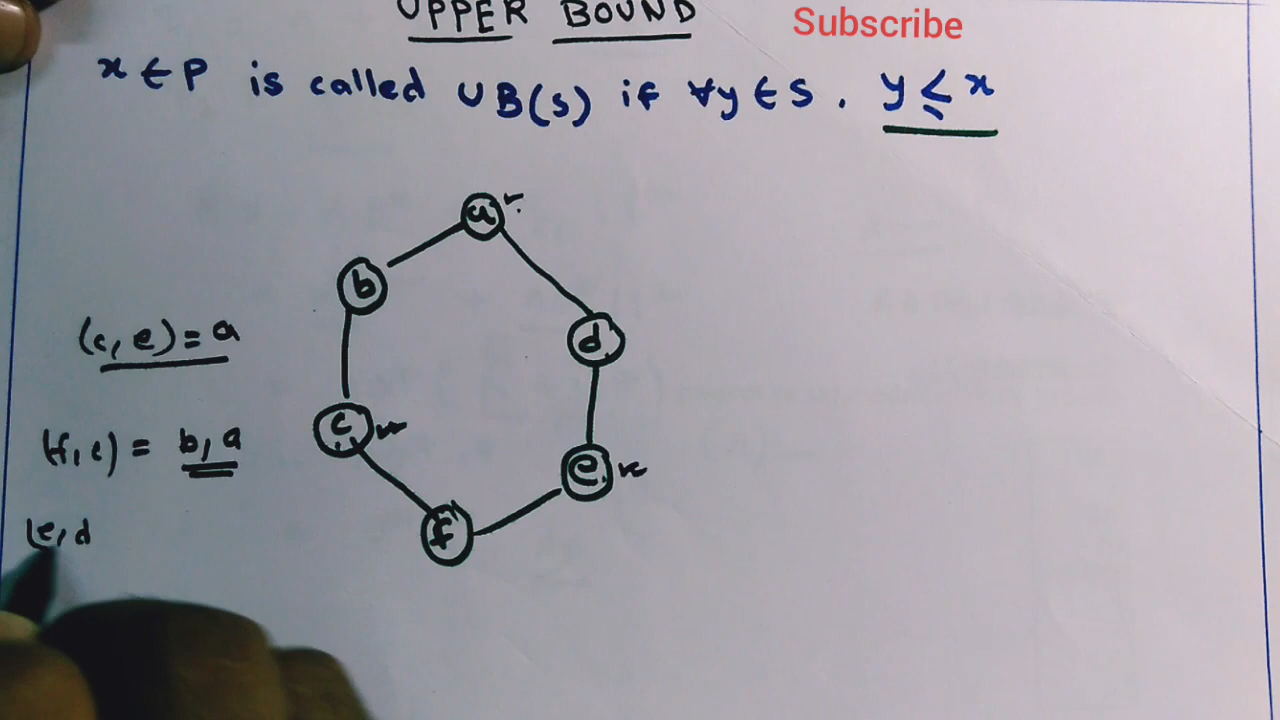 UPPER BOUND
Subscribe
x ∈ P is called UB(S) if ∀y ∈ S . y ≤ x
a
b
d
(c, e) = a
c
(f, c) = b, a
e
(e, d
f